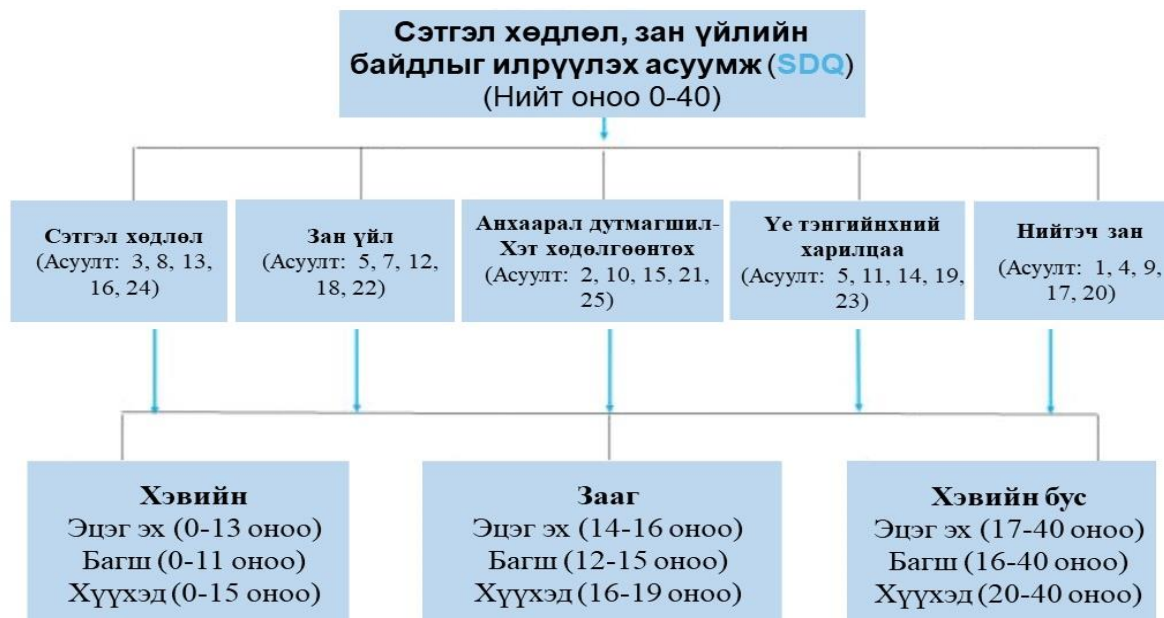 Сэтгэл хөдлөл, зан үйлийн
байдлыг илрүүлэх асуумж (SDQ)
(Нийт оноо 0-40)
Сэтгэл хөдлөл
(Асуулт: 3, 8, 13,
16, 24)
Зан үйл
(Асуулт: 5, 7, 12,
18, 22)
Анхаарал дутмагшил-
Хэт хөдөлгөөнтөх
(Асуулт: 2, 10, 15, 21,
25)
Үе тэнгийнхний
харилцаа
(Асуулт: 5, 11, 14, 19,
23)
Нийтэч зан
(Асуулт: 1, 4, 9,
17, 20)
Хэвийн
Эцэг эх (0-13 оноо)
Багш (0-11 оноо)
Хүүхэд (0-15 оноо)
Зааг
Эцэг эх (14-16 оноо)
Багш (12-15 оноо)
Хүүхэд (16-19 оноо)
Хэвийн бус
Эцэг эх (17-40 оноо)
Багш (16-40 оноо)
Хүүхэд (20-40 оноо)